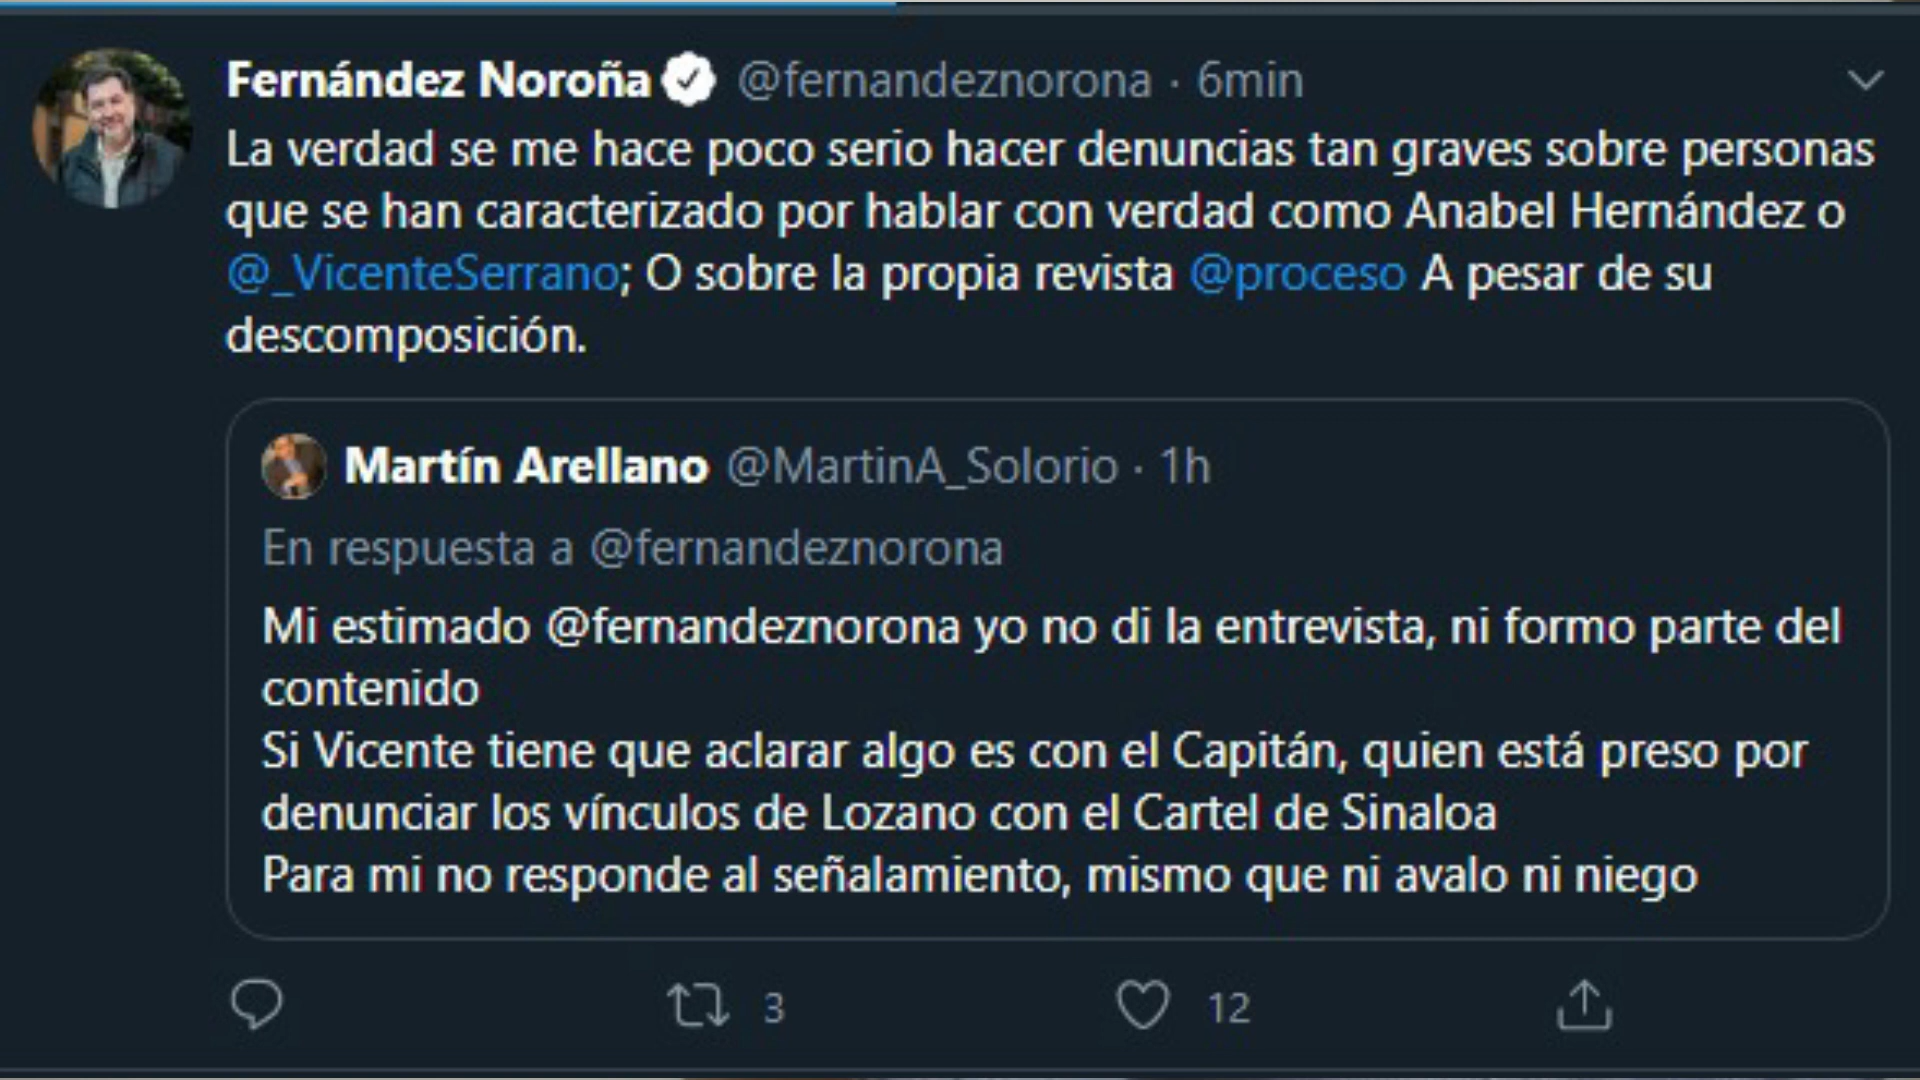 Fernández Noroña @fernandeznorona · 6min
La verdad se me hace poco serio hacer denuncias tan graves sobre personas
que se han caracterizado por hablar con verdad como Anabel Hernández o
@_VicenteSerrano; O sobre la propia revista @proceso A pesar de su
descomposición.
Martín Arellano @MartinA_Solorio · 1h
En respuesta a @fernandeznorona
Mi estimado @fernandeznorona yo no di la entrevista, ni formo parte del
contenido
Si Vicente tiene que aclarar algo es con el Capitán, quien está preso por
denunciar los vínculos de Lozano con el Cartel de Sinaloa
Para mi no responde al señalamiento, mismo que ni avalo ni niego
3 12